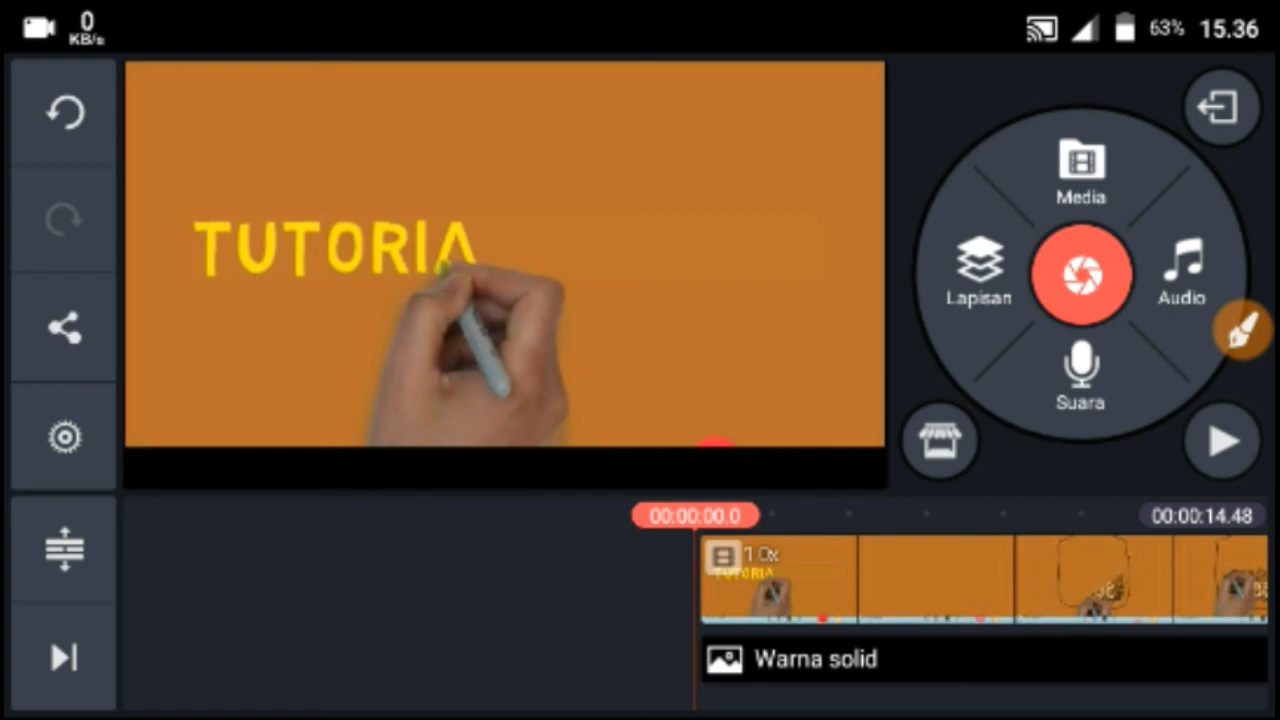 0
KB/s
63% 15.36
TUTORIA
Media
Lapisan
Audio
Suara
00:00:00.0
00:00:14.48
1.0x
TUTORIA
Warna solid